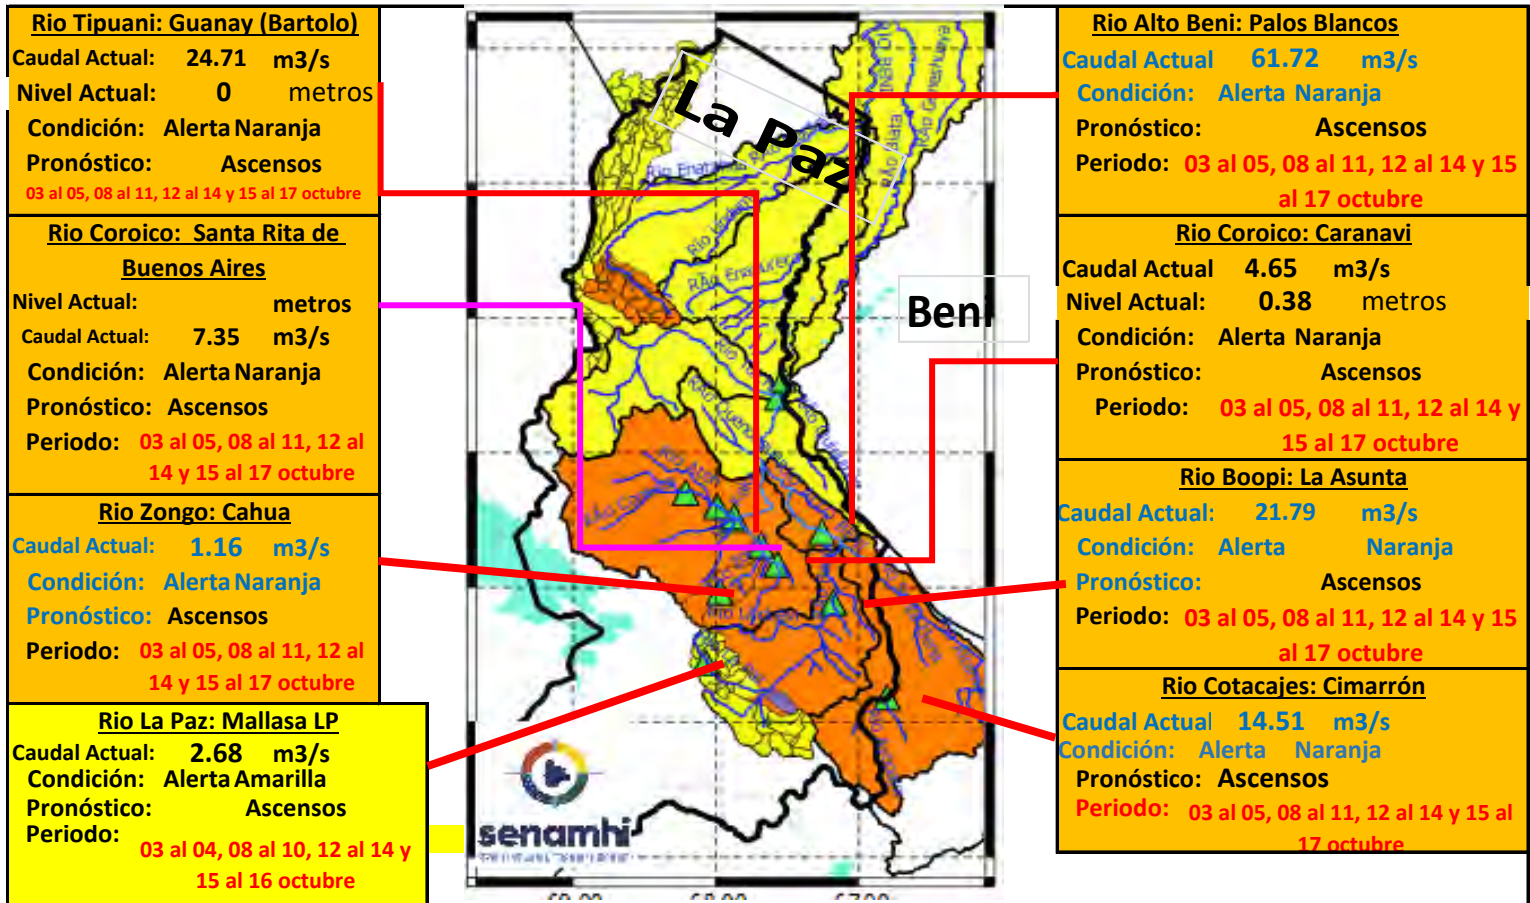 Rio Tipuani: Guanay (Bartolo)
Caudal Actual: 24.71 m3/s
Nivel Actual: 0 metros
Condición: Alerta Naranja
Pronóstico: Ascensos
03 al 05, 08 al 11, 12 al 14 y 15 al 17 octubre
Rio Coroico: Santa Rita de
Buenos Aires
Nivel Actual: metros
Caudal Actual: 7.35 m3/s
Condición: Alerta Naranja
Pronóstico: Ascensos
Periodo: 03 al 05, 08 al 11, 12 al
14 y 15 al 17 octubre
Rio Zongo: Cahua
Caudal Actual: 1.16 m3/s
Condición: Alerta Naranja
Pronóstico: Ascensos
Periodo: 03 al 05, 08 al 11, 12 al
14 y 15 al 17 octubre
Rio La Paz: Mallasa LP
Caudal Actual: 2.68 m3/s
Condición: Alerta Amarilla
Pronóstico: Ascensos
Periodo: 03 al 04, 08 al 10, 12 al 14 y
15 al 16 octubre
La Paz
Beni
senamhi
Rio Alto Beni: Palos Blancos
Caudal Actual 61.72 m3/s
Condición: Alerta Naranja
Pronóstico: Ascensos
Periodo: 03 al 05, 08 al 11, 12 al 14 y 15
al 17 octubre
Rio Coroico: Caranavi
Caudal Actual 4.65 m3/s
Nivel Actual: 0.38 metros
Condición: Alerta Naranja
Pronóstico: Ascensos
Periodo: 03 al 05, 08 al 11, 12 al 14 y
15 al 17 octubre
Rio Boopi: La Asunta
Caudal Actual: 21.79 m3/s
Condición: Alerta Naranja
Pronóstico: Ascensos
Periodo: 03 al 05, 08 al 11, 12 al 14 y 15
al 17 octubre
Rio Cotacajes: Cimarrón
Caudal Actual 14.51 m3/s
Condición: Alerta Naranja
Pronóstico: Ascensos
Periodo: 03 al 05, 08 al 11, 12 al 14 y 15 al
17 octubre